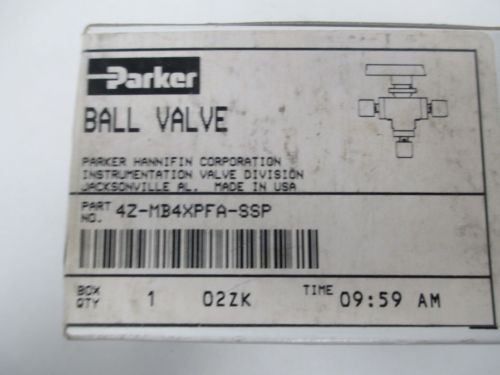 Parker
BALL VALVE
PARKER HANNIFIN CORPORATION
INSTRUMENTATION VALVE DIVISION
JACKSONVILLE AL. MADE IN USA
PART NO. 4Z-MB4XPFA-SSP
BOX QTY 1 02ZK TIME 09:59 AM